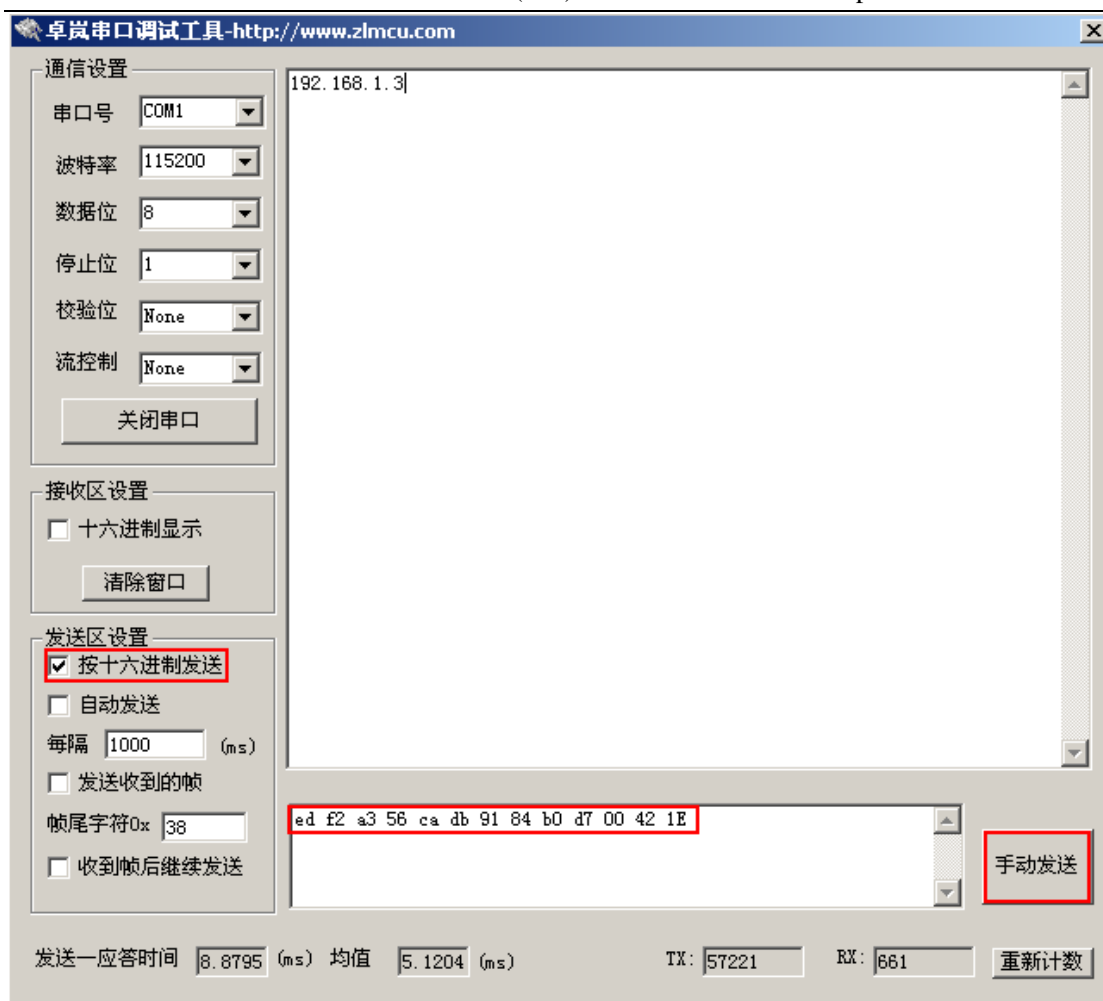 卓岚串口调试工具-http://www.zlmcu.com
通信设置
串口号 COM1
波特率 115200
数据位 8
停止位 1
校验位 None
流控制 None
关闭串口
192.168.1.3
接收区设置
十六进制显示
清除窗口
发送区设置
按十六进制发送
自动发送
每隔 1000 (ms)
发送收到的帧
帧尾字符0x 38
收到帧后继续发送
ed f2 a3 56 ca db 91 84 b0 d7 00 42 1E
手动发送
发送—应答时间 8.8795 (ms) 均值 5.1204 (ms) TX: 57221 RX: 661 重新计数